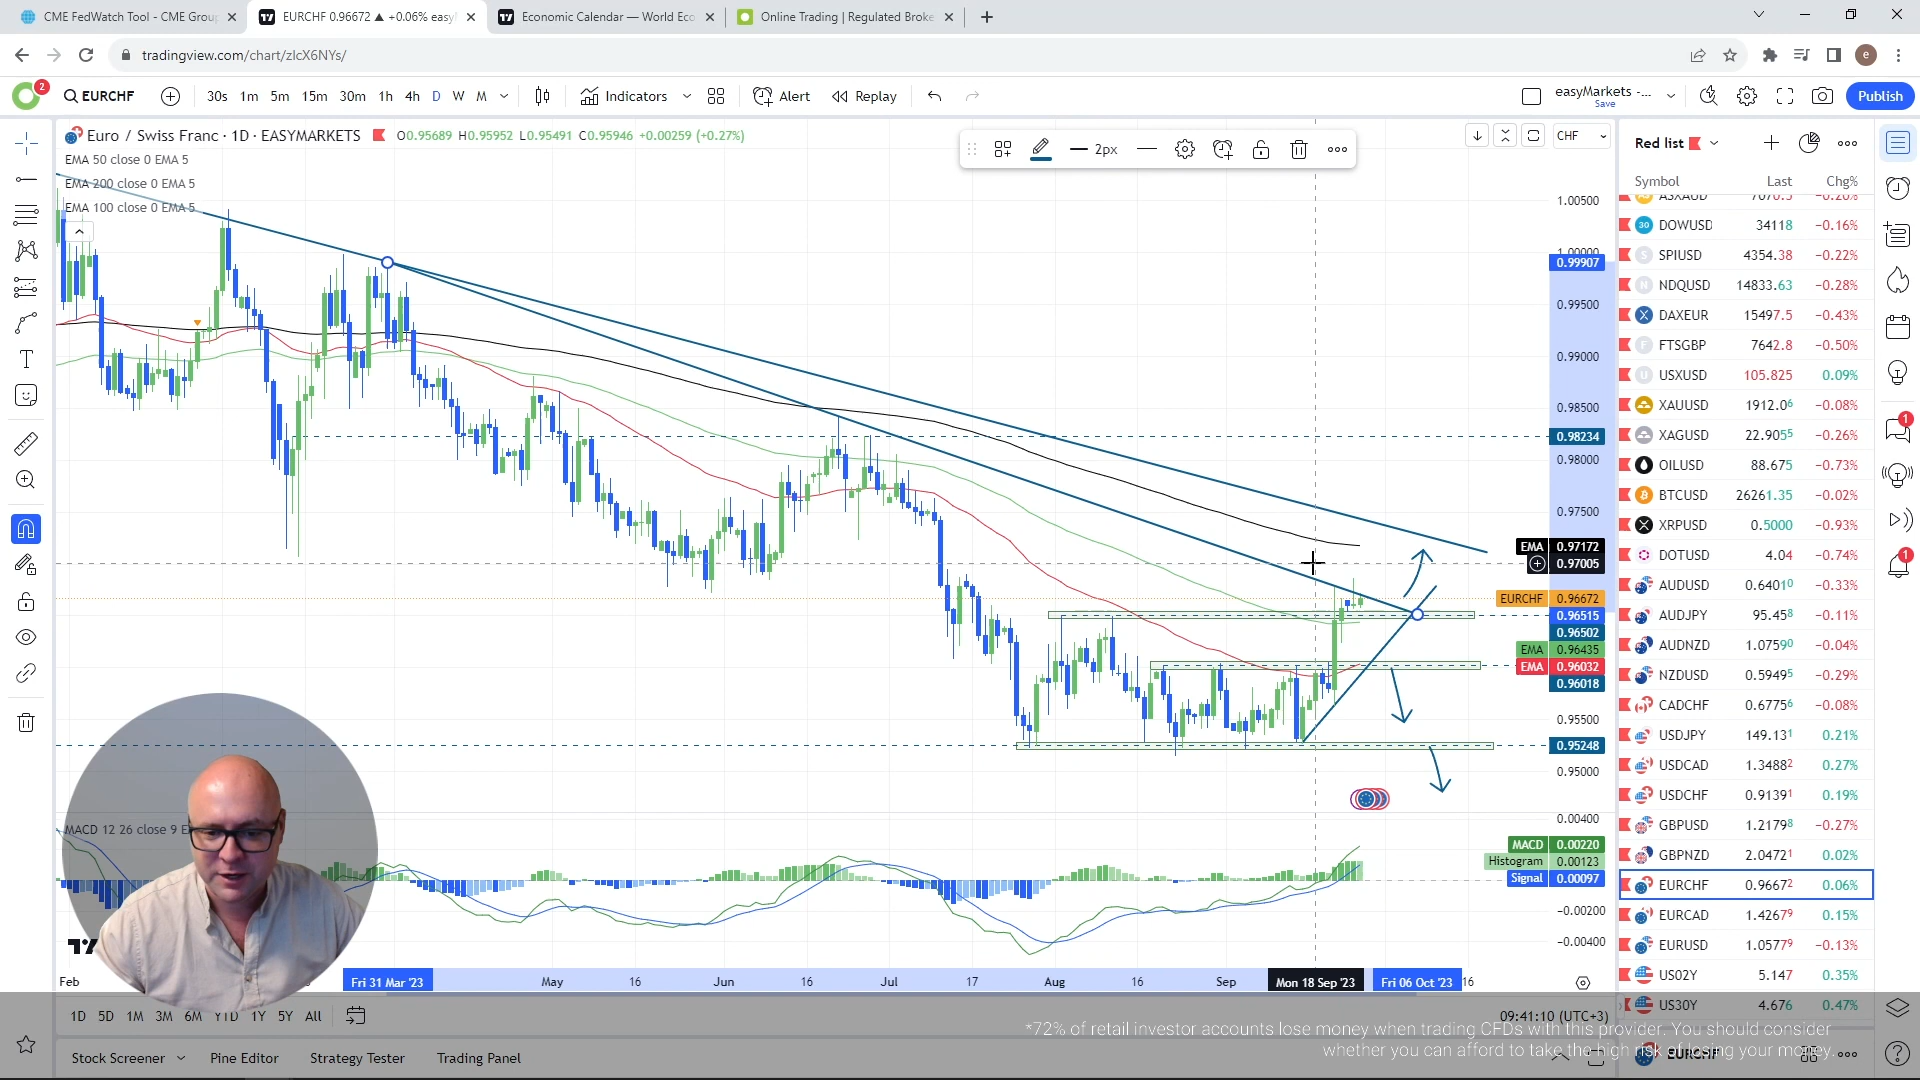 CME FedWatch Tool - CME Group
EURCHF 0.96672 ▲ +0.06% easy
Economic Calendar — World Eco
Online Trading | Regulated Broke
tradingview.com/chart/zlcX6NYs/
e
2
EURCHF
30s 1m 5m 15m 30m 1h 4h D W M
Indicators
Alert
Replay
easyMarkets -...
Save
Publish
Euro / Swiss Franc · 1D · EASYMARKETS
O0.95689 H0.95952 L0.95491 C0.95946 +0.00259 (+0.27%)
EMA 50 close 0 EMA 5
EMA 200 close 0 EMA 5
EMA 100 close 0 EMA 5
2px
CHF
1.00500
1.00000
0.99907
0.99500
0.99000
0.98500
0.98234
0.98000
0.97500
EMA 0.97172
0.97005
EURCHF 0.96672
0.96515
0.96502
EMA 0.96435
EMA 0.96032
0.96018
0.95500
0.95248
0.95000
MACD 12 26 close 9
0.00400
MACD 0.00220
Histogram 0.00123
Signal 0.00097
−0.00200
−0.00400
Feb
Fri 31 Mar '23
May
16
Jun
16
Jul
17
Aug
16
Sep
Mon 18 Sep '23
Fri 06 Oct '23
16
1D 5D 1M 3M 6M YTD 1Y 5Y All
09:41:10 (UTC+3)
Stock Screener
Pine Editor
Strategy Tester
Trading Panel
*72% of retail investor accounts lose money when trading CFDs with this provider. You should consider
whether you can afford to take the high risk of losing your money.
Red list
Symbol Last Chg%
ASXAUD 7070.5 −0.20%
DOWUSD 34118 −0.16%
SPIUSD 4354.38 −0.22%
NDQUSD 14833.63 −0.28%
DAXEUR 15497.5 −0.43%
FTSGBP 7642.8 −0.50%
USXUSD 105.825 0.09%
XAUUSD 1912.06 −0.08%
XAGUSD 22.9055 −0.26%
OILUSD 88.675 −0.73%
BTCUSD 26261.35 −0.02%
XRPUSD 0.5000 −0.93%
DOTUSD 4.04 −0.74%
AUDUSD 0.64010 −0.33%
AUDJPY 95.458 −0.11%
AUDNZD 1.07590 −0.04%
NZDUSD 0.59495 −0.29%
CADCHF 0.67756 −0.08%
USDJPY 149.131 0.21%
USDCAD 1.34882 0.27%
USDCHF 0.91391 0.19%
GBPUSD 1.21798 −0.27%
GBPNZD 2.04721 0.02%
EURCHF 0.96672 0.06%
EURCAD 1.42679 0.15%
EURUSD 1.05779 −0.13%
US02Y 5.147 0.35%
US30Y 4.676 0.47%
EURCHF
1
1